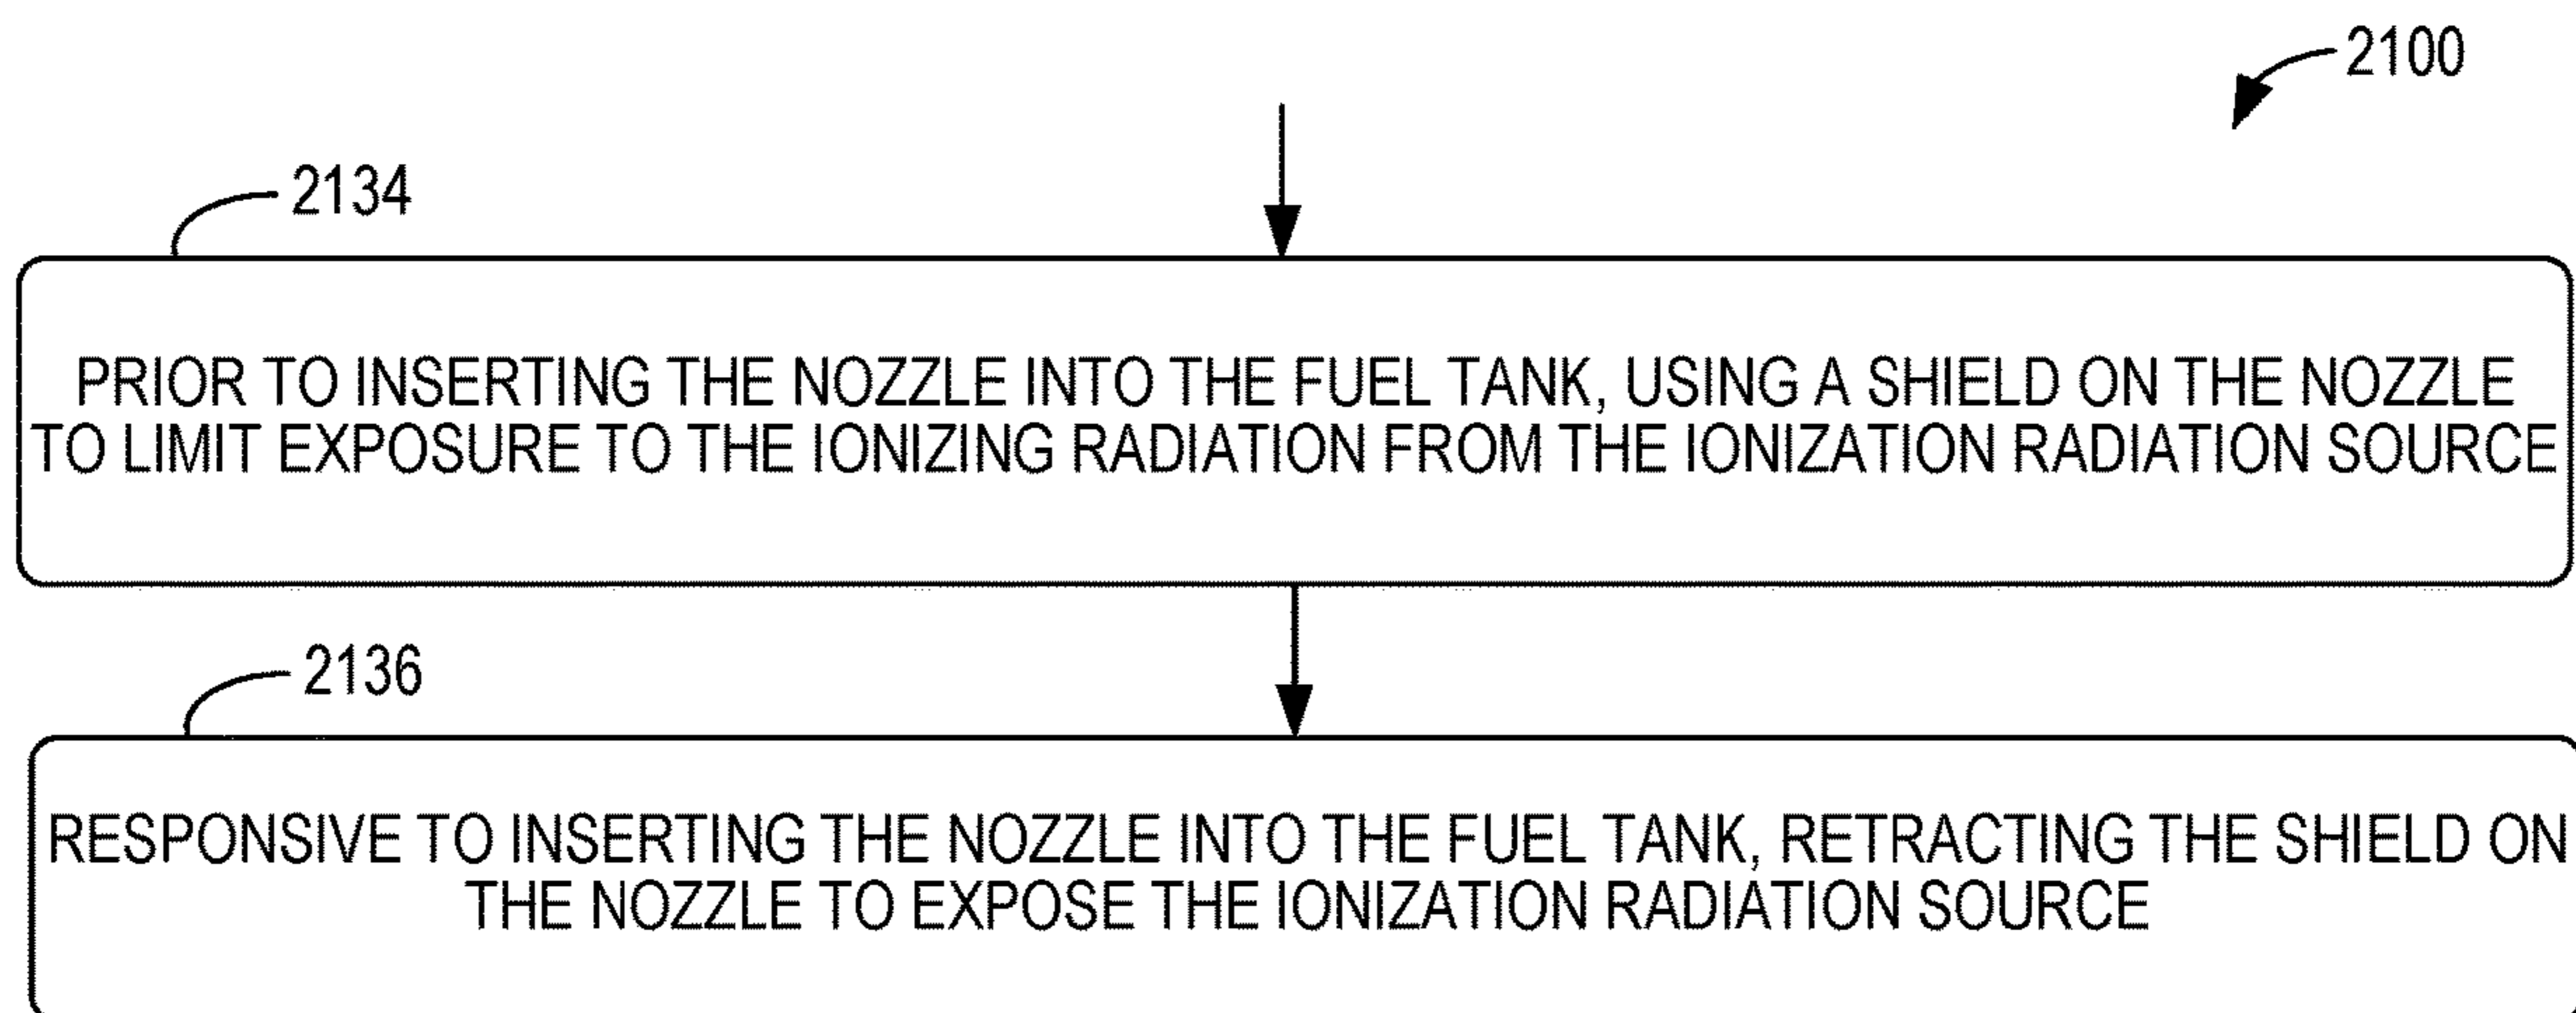 2100
2134
PRIOR TO INSERTING THE NOZZLE INTO THE FUEL TANK, USING A SHIELD ON THE NOZZLE
TO LIMIT EXPOSURE TO THE IONIZING RADIATION FROM THE IONIZATION RADIATION SOURCE
2136
RESPONSIVE TO INSERTING THE NOZZLE INTO THE FUEL TANK, RETRACTING THE SHIELD ON
THE NOZZLE TO EXPOSE THE IONIZATION RADIATION SOURCE